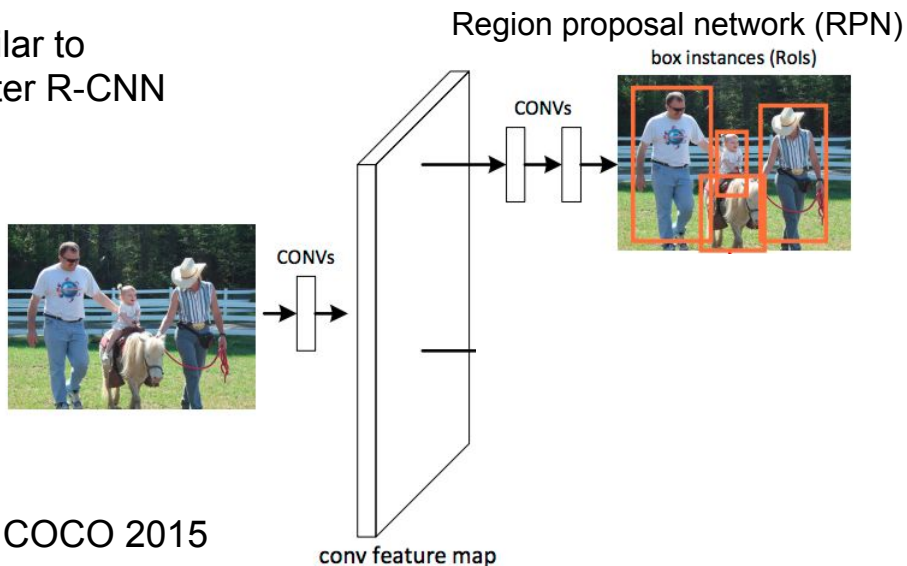 Region proposal network (RPN)
lar to
ter R-CNN
box instances (RoIs)
CONVs
CONVs
COCO 2015
conv feature map